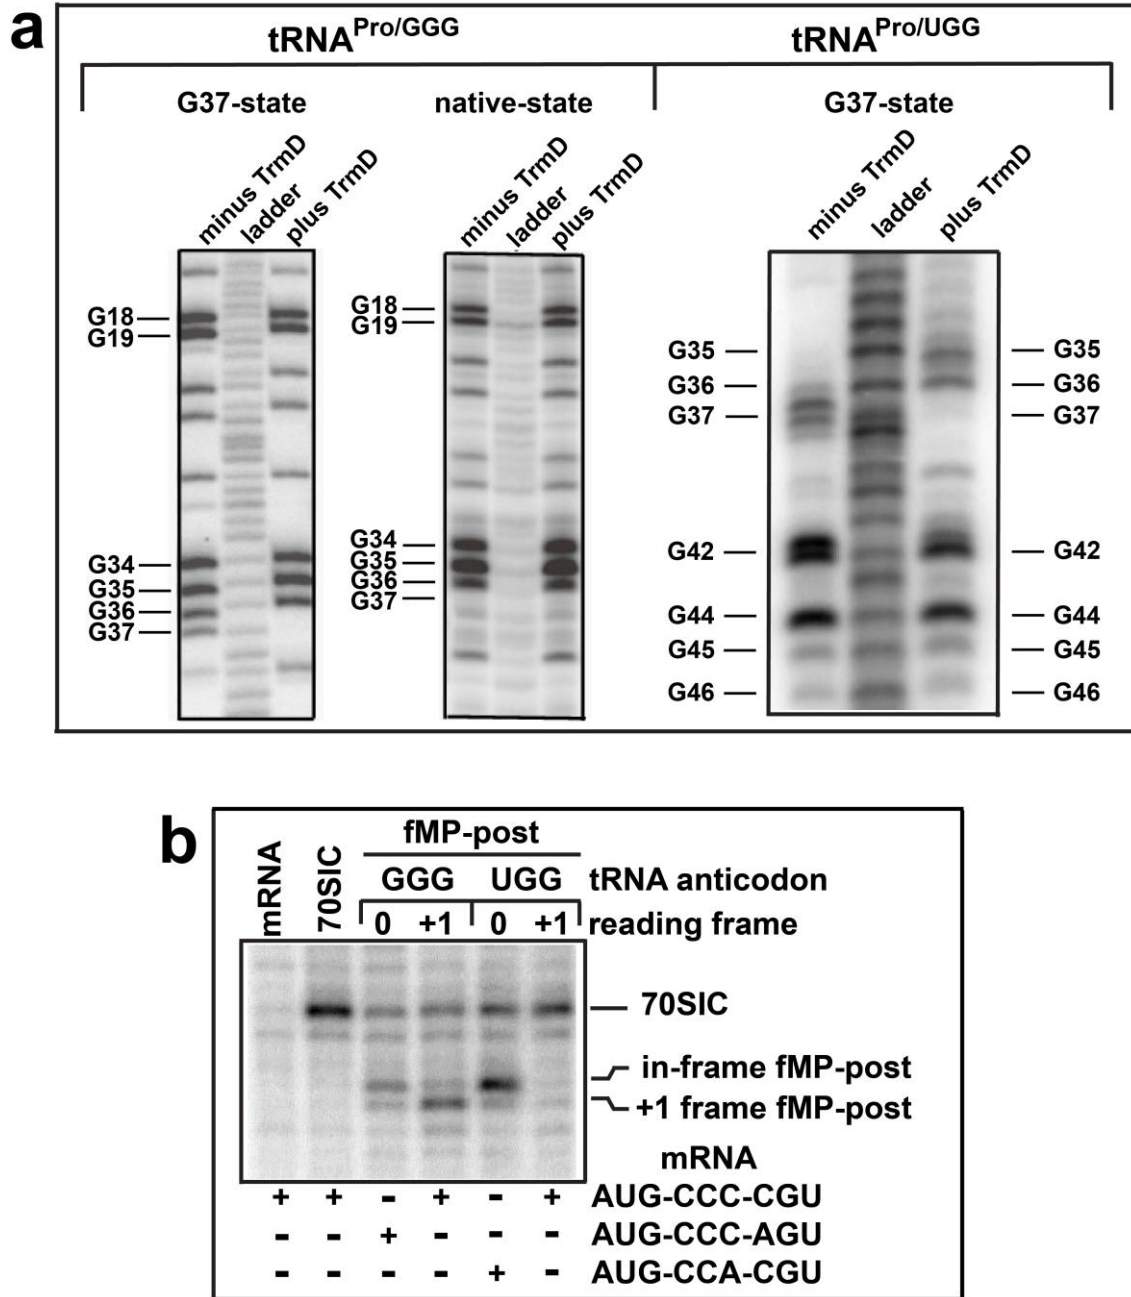 a
tRNAPro/GGG tRNAPro/UGG
G37-state native-state G37-state
minus TrmD ladder plus TrmD minus TrmD ladder plus TrmD minus TrmD ladder plus TrmD
G18
G19
G34
G35
G36
G37
G18
G19
G34
G35
G36
G37
G35 G35
G36 G36
G37 G37
G42 G42
G44 G44
G45 G45
G46 G46
b
mRNA 70SIC fMP-post
GGG UGG tRNA anticodon
0 +1 0 +1 reading frame
70SIC
in-frame fMP-post
+1 frame fMP-post
mRNA
+ + - + - + AUG-CCC-CGU
- - + - - - AUG-CCC-AGU
- - - - + - AUG-CCA-CGU